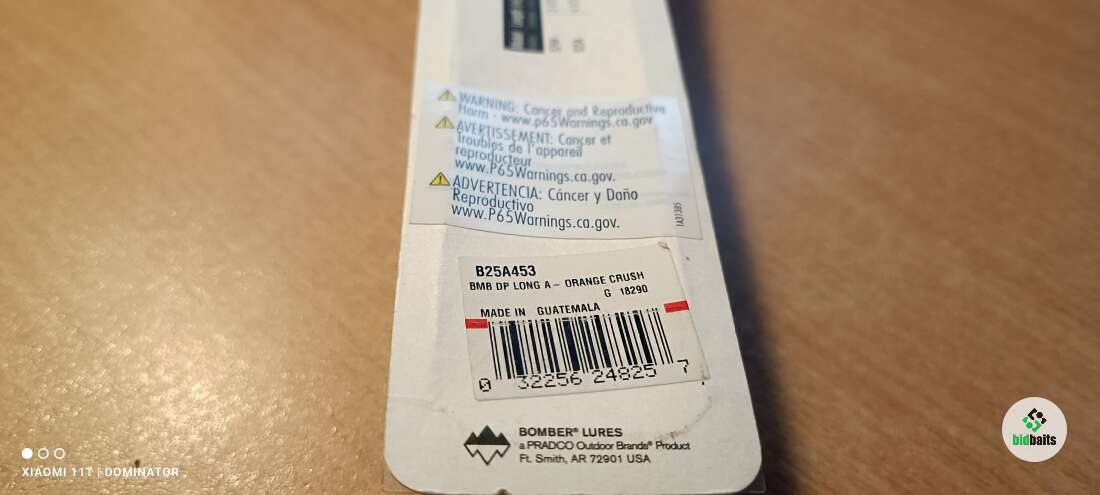 WARNING: Cancer and Reproductive
Harm - www.P65Warnings.ca.gov
AVERTISSEMENT: Cancer et
Troubles de l'appareil
reproducteur
www.P65Warnings.ca.gov.
ADVERTENCIA: Cáncer y Daño
Reproductivo
www.P65Warnings.ca.gov.
IA31385
B25A453
BMB DP LONG A - ORANGE CRUSH
G 18290
MADE IN GUATEMALA
0 32256 24825 7
BOMBER® LURES
a PRADCO Outdoor Brands® Product
Ft. Smith, AR 72901 USA
XIAOMI 11T | DOMINATOR
bidbaits